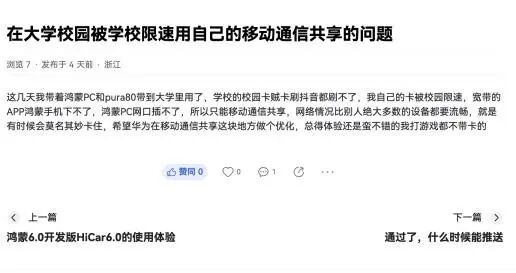 在大学校园被学校限速用自己的移动通信共享的问题
浏览 7 · 发布于 4 天前 · 浙江
这几天我带着鸿蒙PC和pura80带到大学里用了，学校的校园卡贼卡刷抖音都刷不了，我自己的卡被校园限速，宽带的
APP鸿蒙手机下不了，鸿蒙PC网口插不了，所以只能移动通信共享，网络情况比别人绝大多数的设备都要流畅，就是
有时候会莫名其妙卡住，希望华为在移动通信共享这块地方做个优化，总得体验还是蛮不错的我打游戏都不带卡的
赞同 0 0 1 ···
上一篇 下一篇
鸿蒙6.0开发版HiCar6.0的使用体验 通过了，什么时候能推送